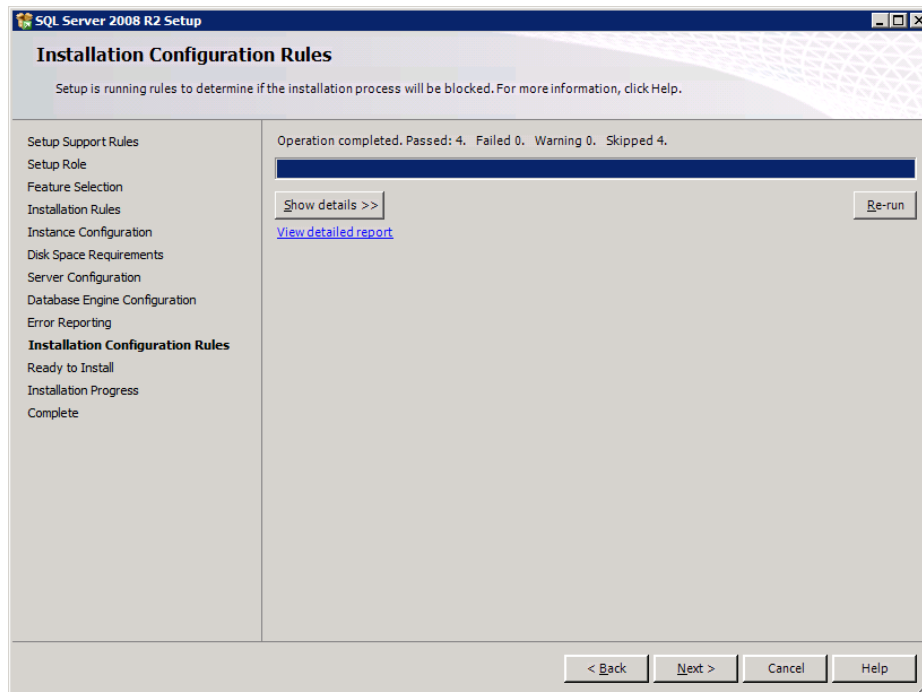 SQL Server 2008 R2 Setup
Installation Configuration Rules
Setup is running rules to determine if the installation process will be blocked. For more information, click Help.
Setup Support Rules
Setup Role
Feature Selection
Installation Rules
Instance Configuration
Disk Space Requirements
Server Configuration
Database Engine Configuration
Error Reporting
Installation Configuration Rules
Ready to Install
Installation Progress
Complete
Operation completed. Passed: 4. Failed 0. Warning 0. Skipped 4.
Show details >> Re-run
View detailed report
< Back Next > Cancel Help